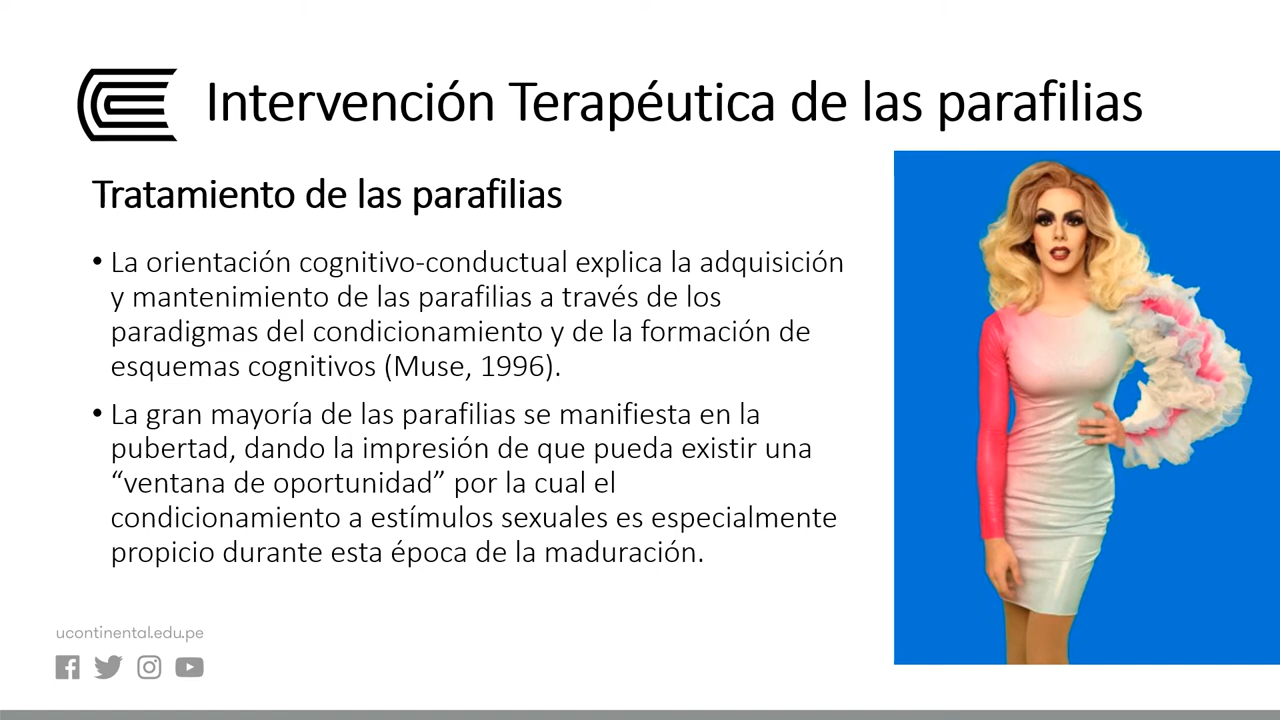 Intervención Terapéutica de las parafilias
Tratamiento de las parafilias
• La orientación cognitivo-conductual explica la adquisición
y mantenimiento de las parafilias a través de los
paradigmas del condicionamiento y de la formación de
esquemas cognitivos (Muse, 1996).
• La gran mayoría de las parafilias se manifiesta en la
pubertad, dando la impresión de que pueda existir una
“ventana de oportunidad” por la cual el
condicionamiento a estímulos sexuales es especialmente
propicio durante esta época de la maduración.
ucontinental.edu.pe